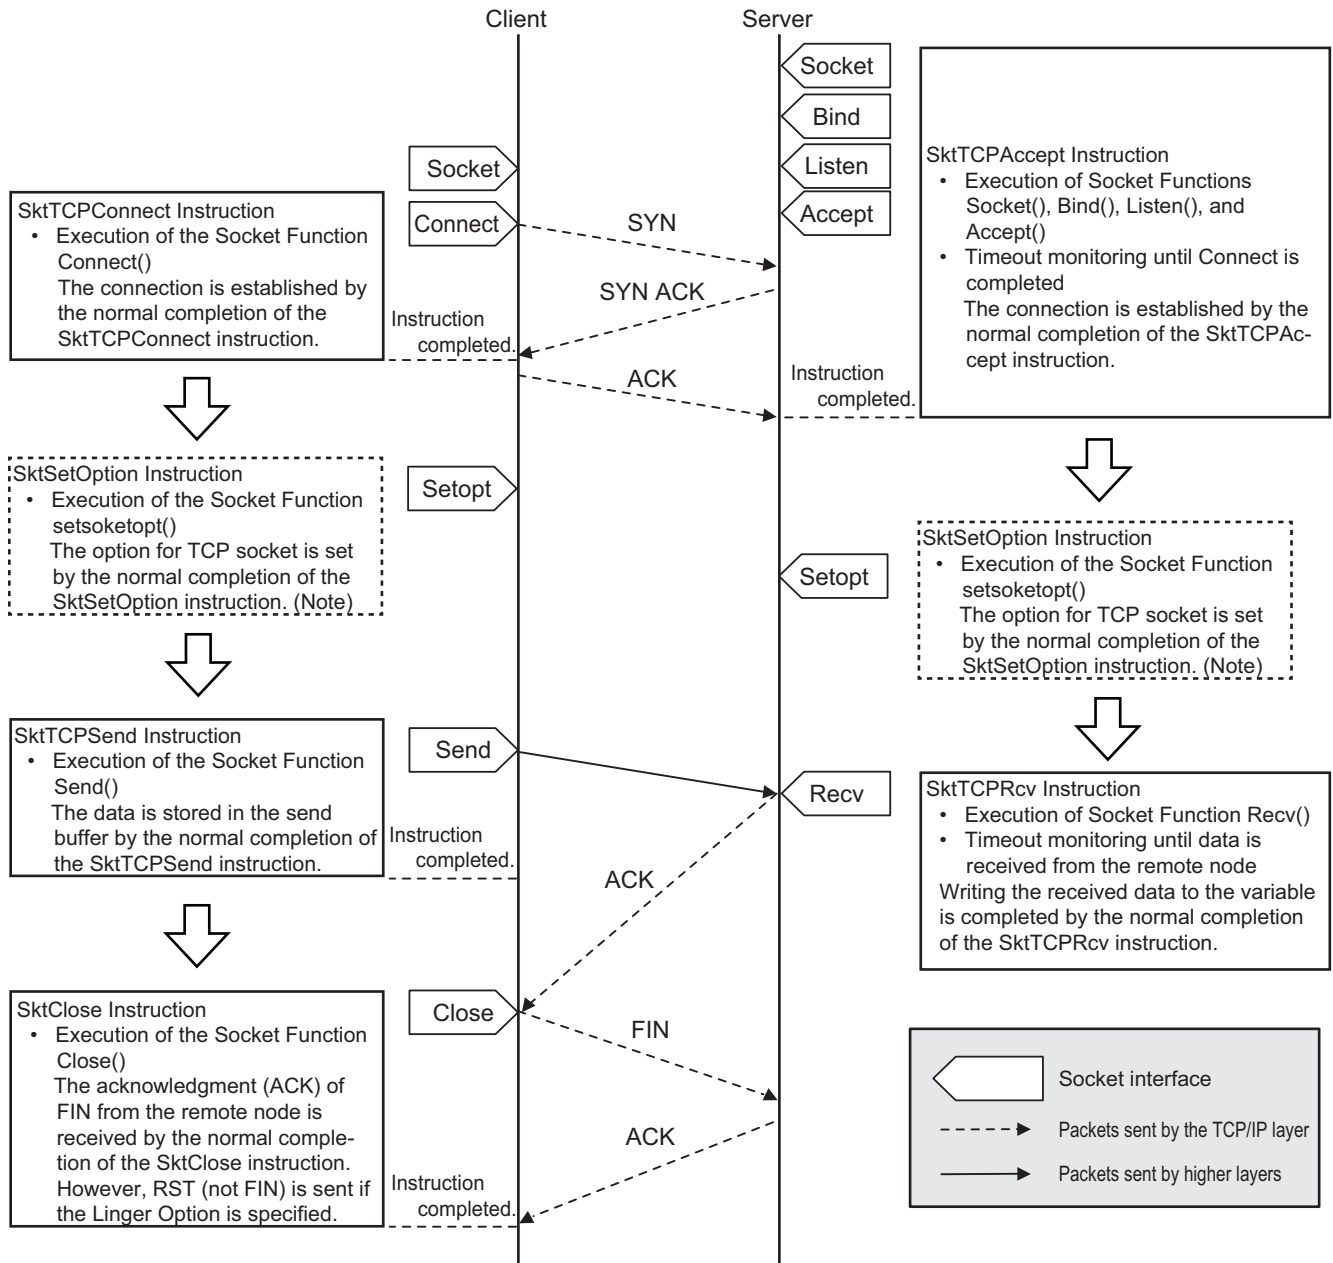 Client
Server
Socket
Bind
Listen
Accept
Socket
Connect
SktTCPConnect Instruction
• Execution of the Socket Function
Connect()
The connection is established by
the normal completion of the
SktTCPConnect instruction.
SYN
SYN ACK
Instruction
completed.
ACK
Instruction
completed.
SktTCPAccept Instruction
• Execution of Socket Functions
Socket(), Bind(), Listen(), and
Accept()
• Timeout monitoring until Connect is
completed
The connection is established by the
normal completion of the SktTCPAc-
cept instruction.
SktSetOption Instruction
• Execution of the Socket Function
setsoketopt()
The option for TCP socket is set
by the normal completion of the
SktSetOption instruction. (Note)
Setopt
Setopt
SktSetOption Instruction
• Execution of the Socket Function
setsoketopt()
The option for TCP socket is set
by the normal completion of the
SktSetOption instruction. (Note)
SktTCPSend Instruction
• Execution of the Socket Function
Send()
The data is stored in the send
buffer by the normal completion of
the SktTCPSend instruction.
Send
Instruction
completed.
ACK
Recv
SktTCPRcv Instruction
• Execution of Socket Function Recv()
• Timeout monitoring until data is
received from the remote node
Writing the received data to the variable
is completed by the normal completion
of the SktTCPRcv instruction.
SktClose Instruction
• Execution of the Socket Function
Close()
The acknowledgment (ACK) of
FIN from the remote node is
received by the normal comple-
tion of the SktClose instruction.
However, RST (not FIN) is sent if
the Linger Option is specified.
Close
FIN
ACK
Instruction
completed.
Socket interface
Packets sent by the TCP/IP layer
Packets sent by higher layers